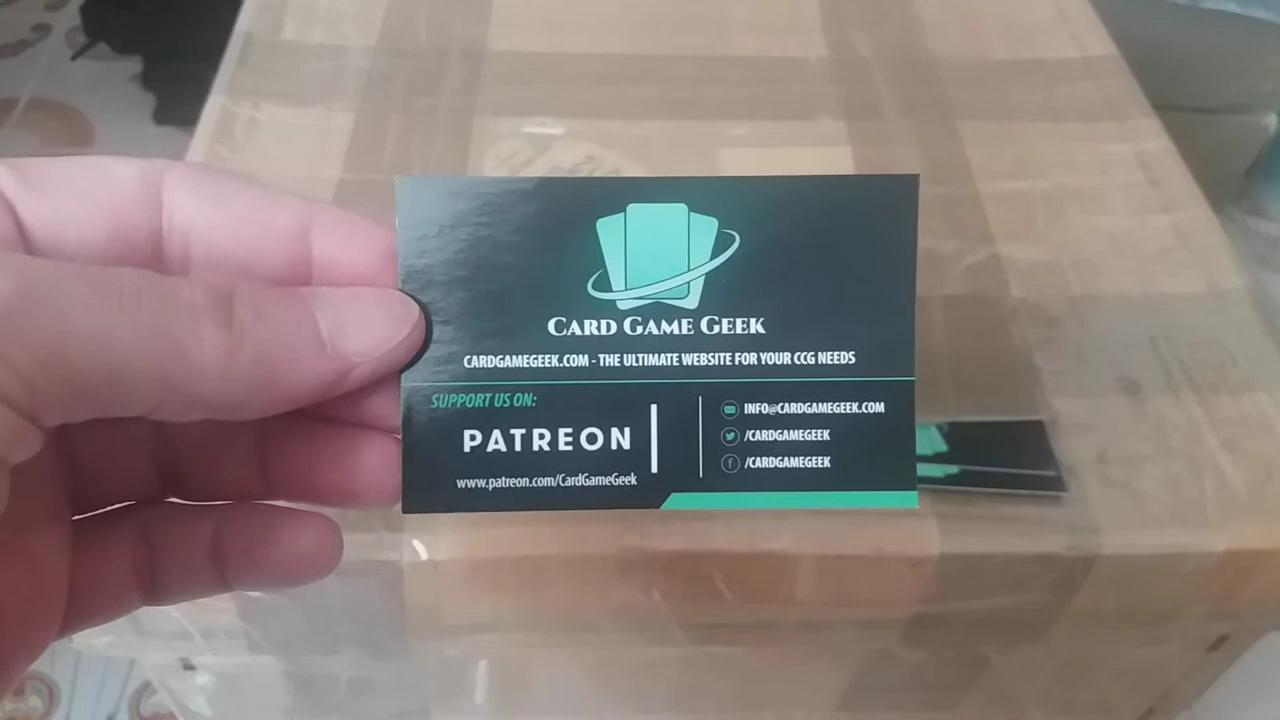 CARD GAME GEEK
CARDGAMEGEEK.COM - THE ULTIMATE WEBSITE FOR YOUR CCG NEEDS
SUPPORT US ON:
PATREON
www.patreon.com/CardGameGeek
INFO@CARDGAMEGEEK.COM
/CARDGAMEGEEK
/CARDGAMEGEEK